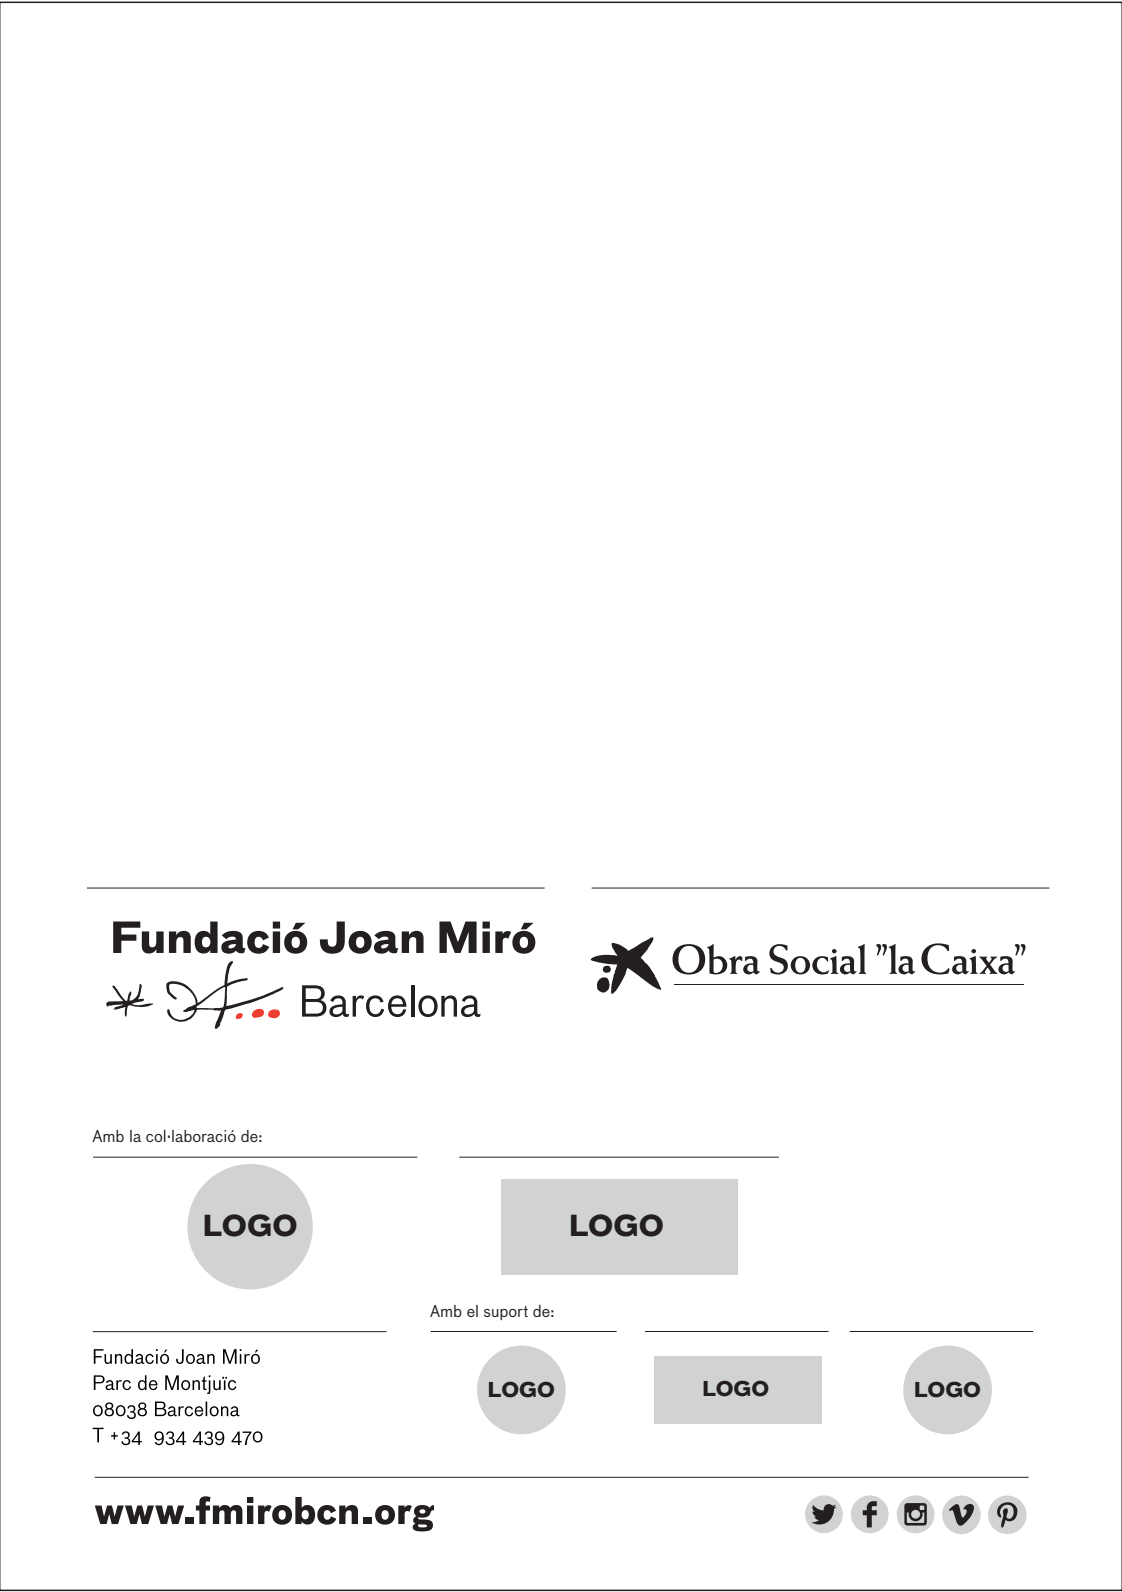 Fundació Joan Miró
Barcelona
Obra Social "la Caixa"
Amb la col·laboració de:
LOGO
LOGO
Amb el suport de:
LOGO
LOGO
LOGO
Fundació Joan Miró
Parc de Montjuïc
08038 Barcelona
T +34 934 439 470
www.fmirobcn.org